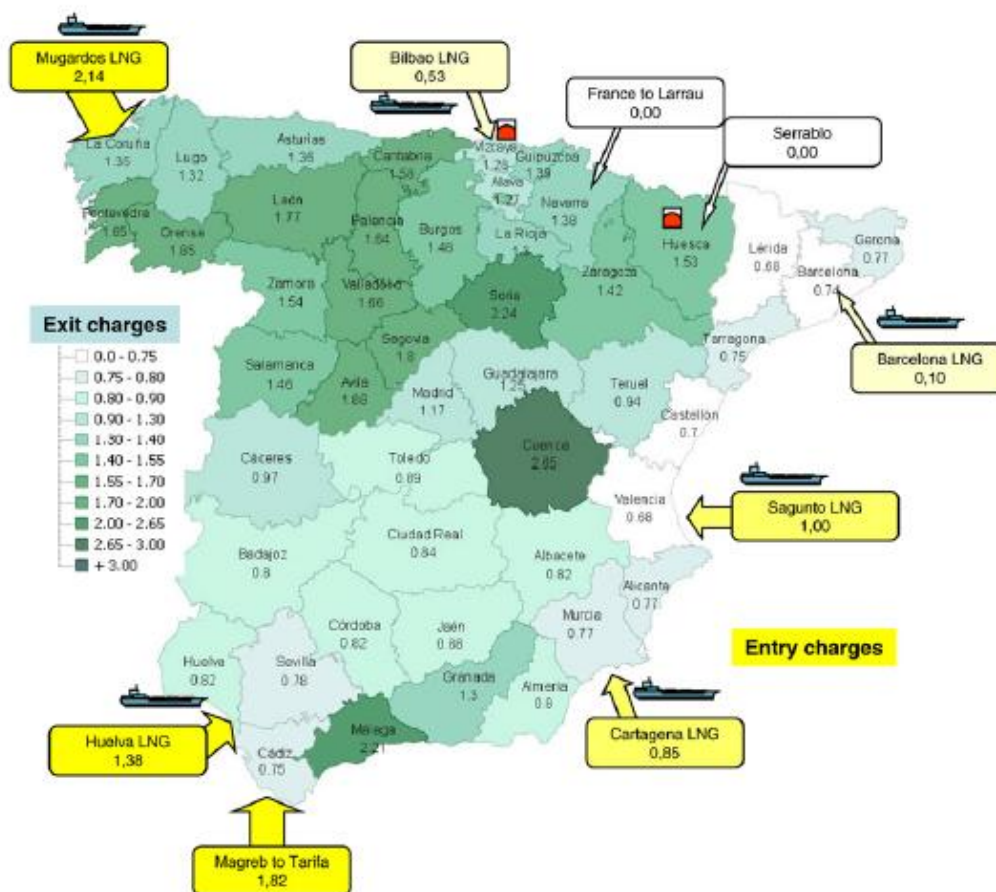 Mugardos LNG
2,14
Bilbao LNG
0,53
France to Larrau
0,00
Serrablo
0,00
La Coruña
1.35
Lugo
1.32
Asturias
1.36
Cantabria
1.58
Vizcaya
1.28
Guipúzcoa
1.39
Alava
1.27
Navarra
1.38
Pontevedra
1.65
Orense
1.85
León
1.77
Palencia
1.64
Burgos
1.46
La Rioja
1.3
Huesca
1.53
Lérida
0.68
Gerona
0.77
Barcelona
0.74
Zamora
1.54
Valladolid
1.66
Soria
2.24
Zaragoza
1.42
Tarragona
0.75
Barcelona LNG
0,10
Exit charges
0.0 - 0.75
0.75 - 0.80
0.80 - 0.90
0.90 - 1.30
1.30 - 1.40
1.40 - 1.55
1.55 - 1.70
1.70 - 2.00
2.00 - 2.65
2.65 - 3.00
+ 3.00
Segovia
1.8
Salamanca
1.46
Avila
Madrid
1.17
Guadalajara
1.25
Teruel
0.94
Castellon
0.7
Cáceres
0.97
Toledo
0.89
Cuenca
2.65
Valencia
0.68
Sagunto LNG
1,00
Badajoz
0.8
Ciudad Real
0.84
Albacete
0.82
Alicante
0.77
Murcia
0.77
Córdoba
0.82
Jaén
0.88
Entry charges
Huelva
0.82
Sevilla
0.78
Granada
1.3
Almería
0.9
Málaga
2.21
Cádiz
0.75
Huelva LNG
1,38
Cartagena LNG
0,85
Magreb to Tarifa
1,82